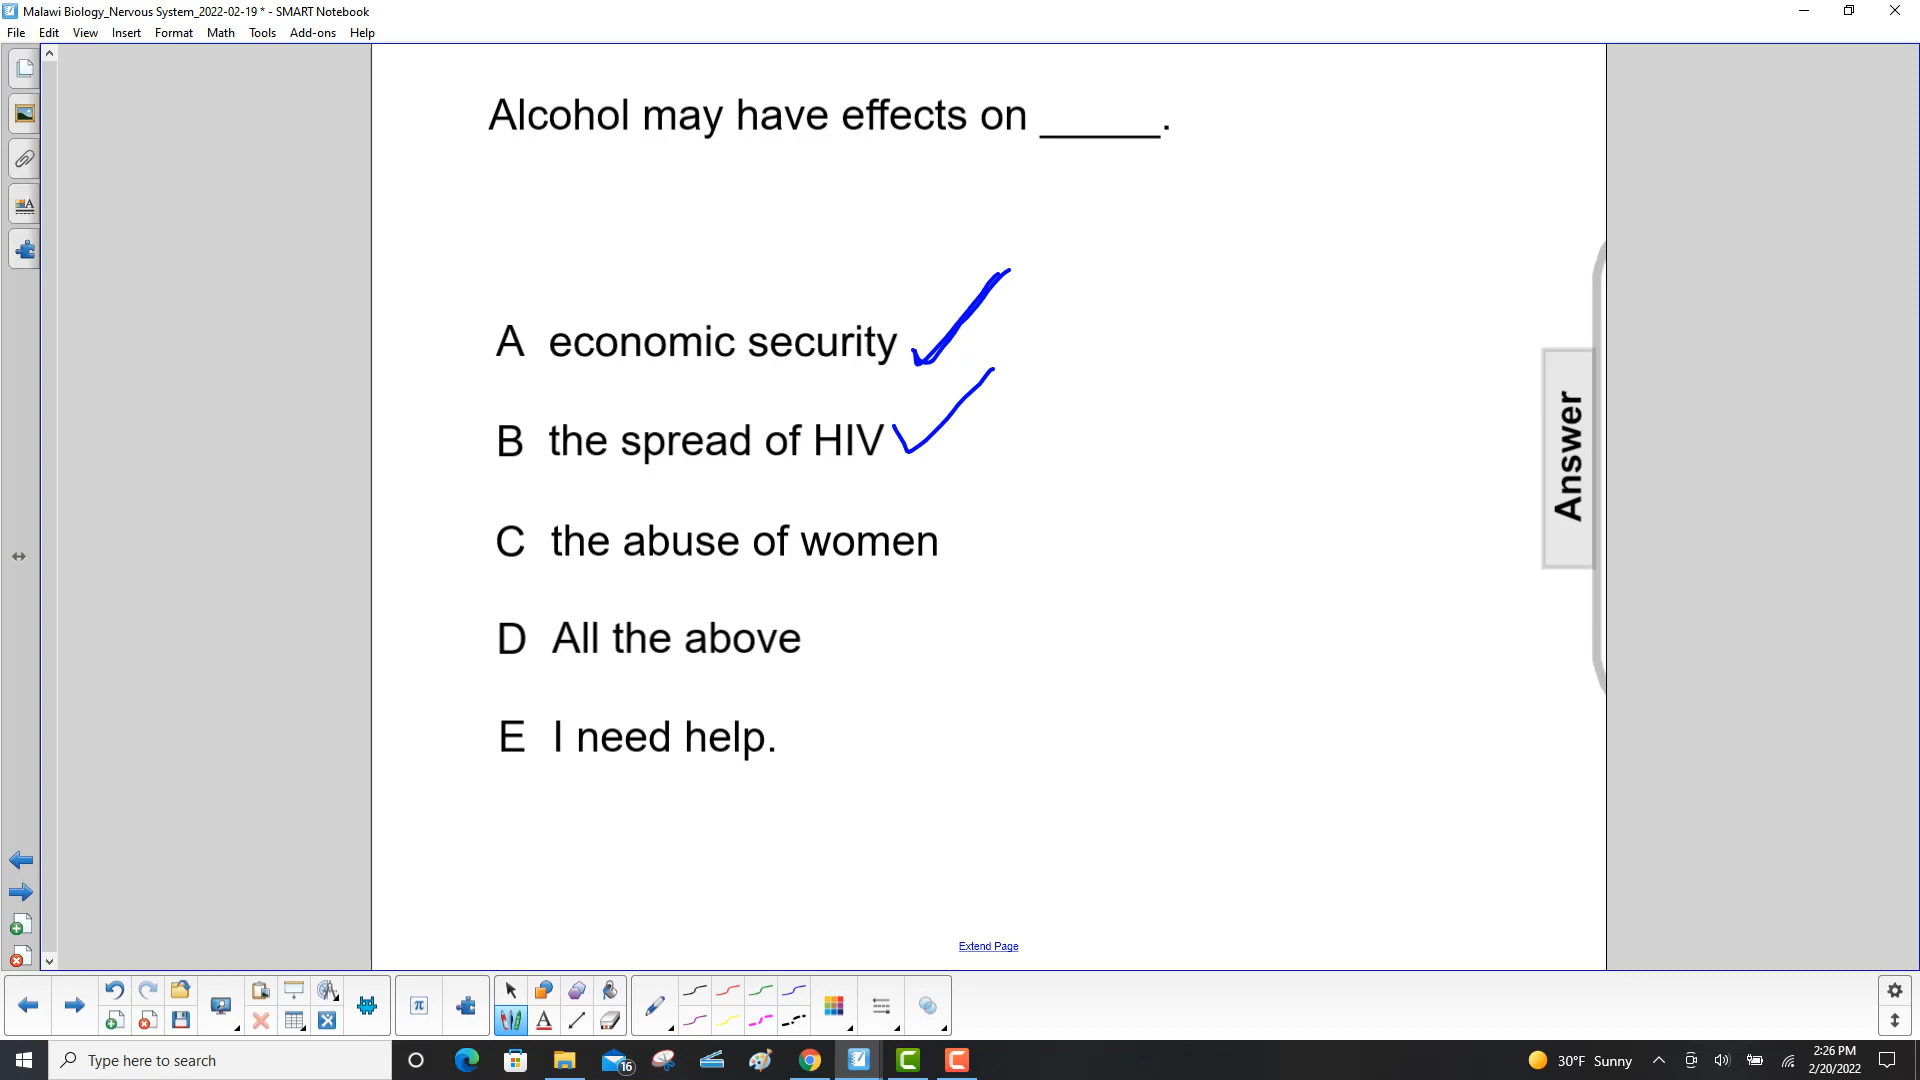 Malawi Biology_Nervous System_2022-02-19 * - SMART Notebook
File Edit View Insert Format Math Tools Add-ons Help
Alcohol may have effects on _____.
A economic security
B the spread of HIV
C the abuse of women
D All the above
E I need help.
Answer
Extend Page
Type here to search
16
30°F Sunny
2:26 PM
2/20/2022